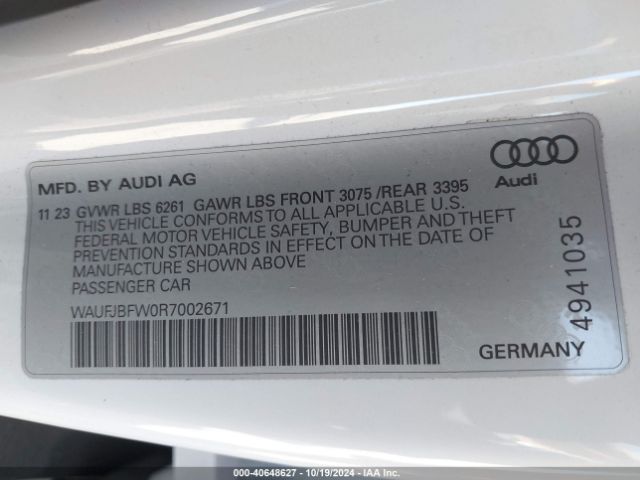 MFD. BY AUDI AG
Audi
11 23 GVWR LBS 6261 GAWR LBS FRONT 3075 /REAR 3395
THIS VEHICLE CONFORMS TO ALL APPLICABLE U.S.
FEDERAL MOTOR VEHICLE SAFETY, BUMPER AND THEFT
PREVENTION STANDARDS IN EFFECT ON THE DATE OF
MANUFACTURE SHOWN ABOVE
PASSENGER CAR
WAUFJBFW0R7002671
4941035
GERMANY
000-40648627 - 10/19/2024 - IAA Inc.